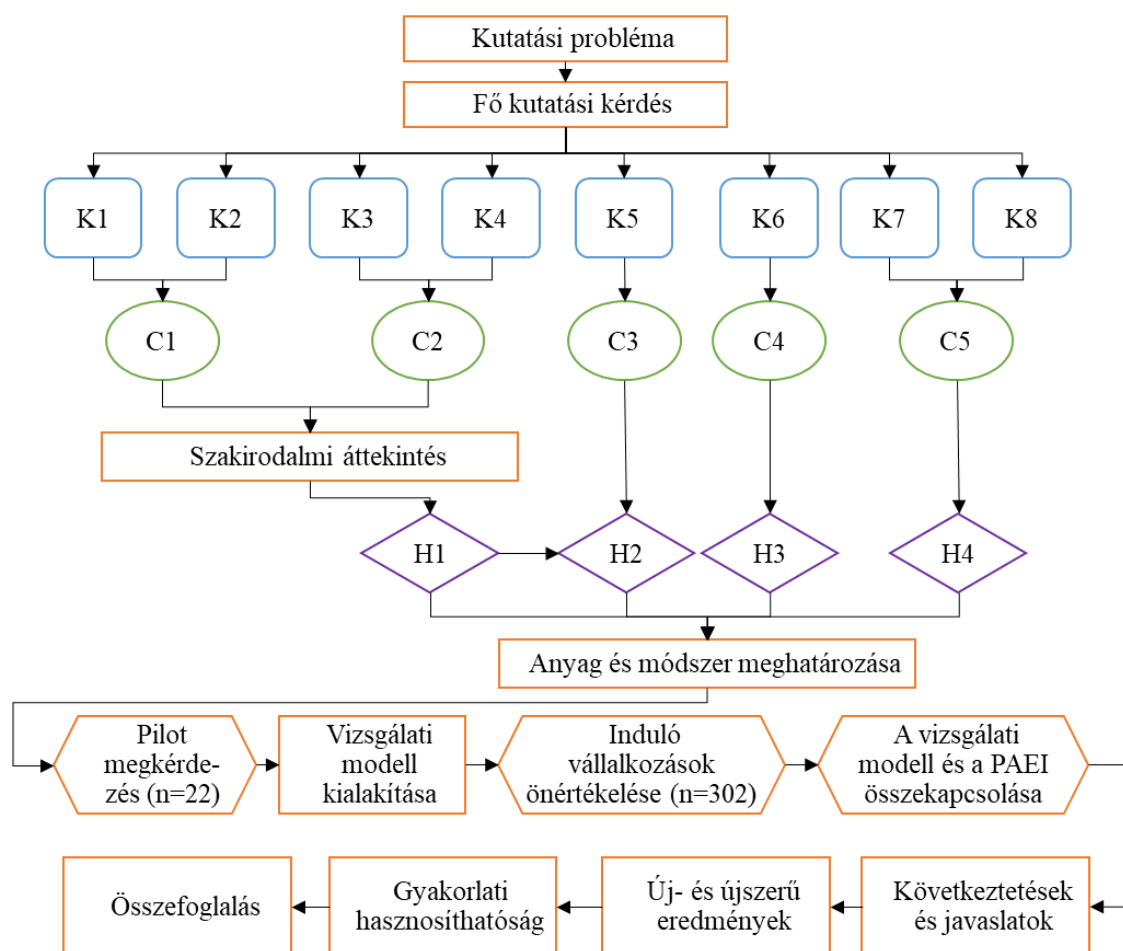 Kutatási probléma
Fő kutatási kérdés
K1
K2
K3
K4
K5
K6
K7
K8
C1
C2
C3
C4
C5
Szakirodalmi áttekintés
H1
H2
H3
H4
Anyag és módszer meghatározása
Pilot
megkérde-
zés (n=22)
Vizsgálati
modell
kialakítása
Induló
vállalkozások
önértékelése (n=302)
A vizsgálati
modell és a PAEI
összekapcsolása
Összefoglalás
Gyakorlati
hasznosíthatóság
Új- és újszerű
eredmények
Következtetések
és javaslatok